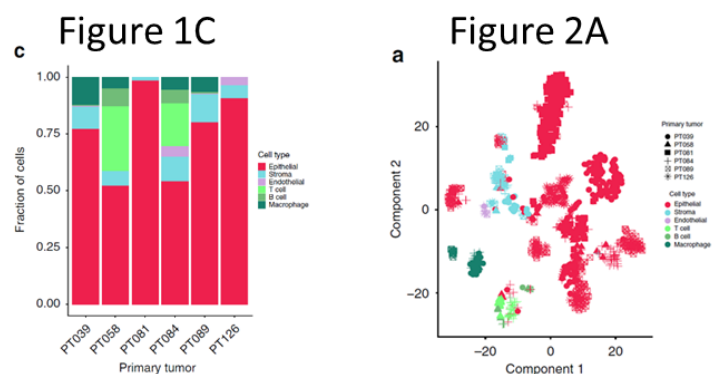 Figure 1C
c
1.00
0.75
0.50
0.25
0.00
Fraction of cells
PT039
PT058
PT081
PT084
PT089
PT126
Primary tumor
Cell type
Epithelial
Stroma
Endothelial
T cell
B cell
Macrophage
Figure 2A
a
20
0
−20
Component 2
−20
0
20
Component 1
Primary tumor
PT039
PT058
PT081
PT084
PT089
PT126
Cell type
Epithelial
Stroma
Endothelial
T cell
B cell
Macrophage